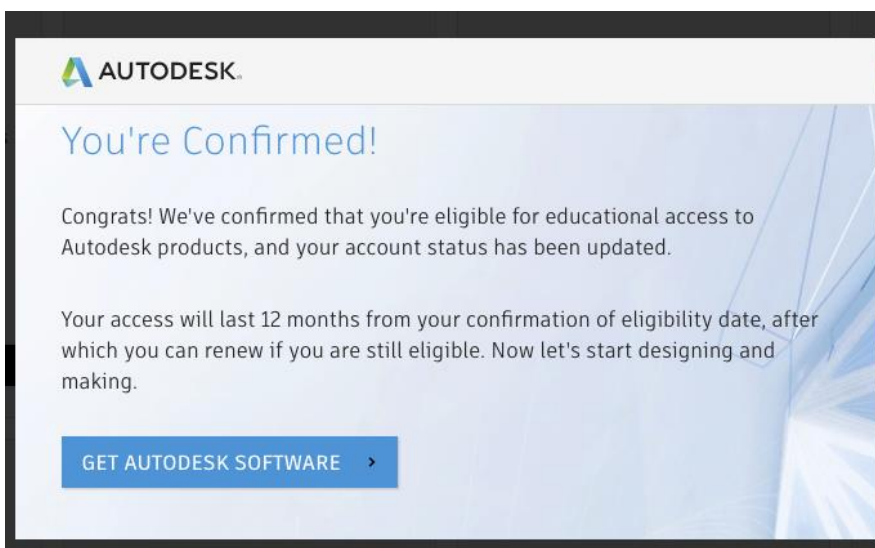 AUTODESK.
You're Confirmed!
Congrats! We've confirmed that you're eligible for educational access to
Autodesk products, and your account status has been updated.
Your access will last 12 months from your confirmation of eligibility date, after
which you can renew if you are still eligible. Now let's start designing and
making.
GET AUTODESK SOFTWARE >